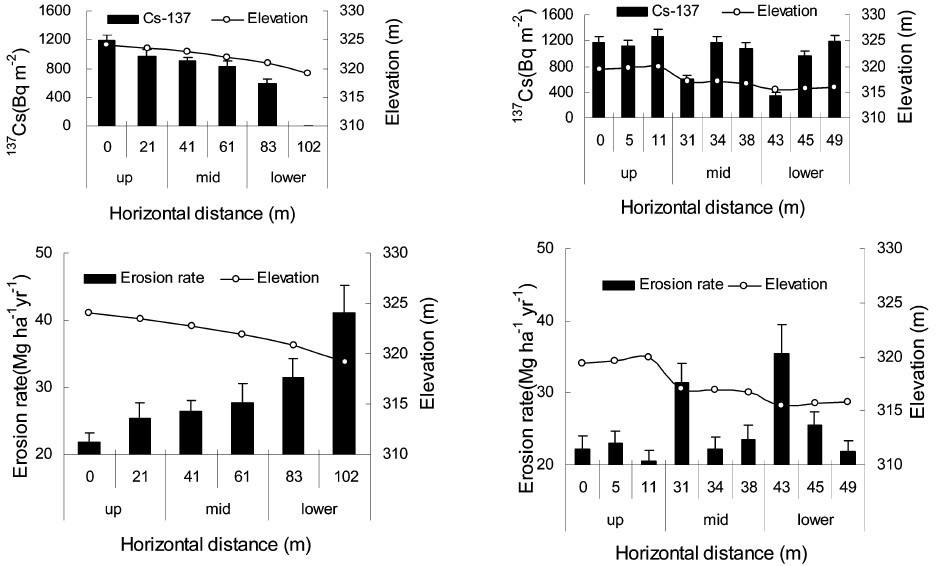 1600 330
Cs-137 Elevation
1200 325
800 320
400 315
0 310
137Cs(Bq m-2)
Elevation (m)
0 21 41 61 83 102
up mid lower
Horizontal distance (m)
1600 330
Cs-137 Elevation
1200 325
800 320
400 315
0 310
137Cs(Bq m-2)
Elevation (m)
0 5 11 31 34 38 43 45 49
up mid lower
Horizontal distance (m)
50 330
Erosion rate Elevation
40 325
30 320
20 315
310
Erosion rate(Mg ha-1yr-1)
Elevation (m)
0 21 41 61 83 102
up mid lower
Horizontal distance (m)
50 330
Erosion rate Elevation
40 325
30 320
20 315
310
Erosion rate(Mg ha-1yr-1)
Elevation (m)
0 5 11 31 34 38 43 45 49
up mid lower
Horizontal distance (m)